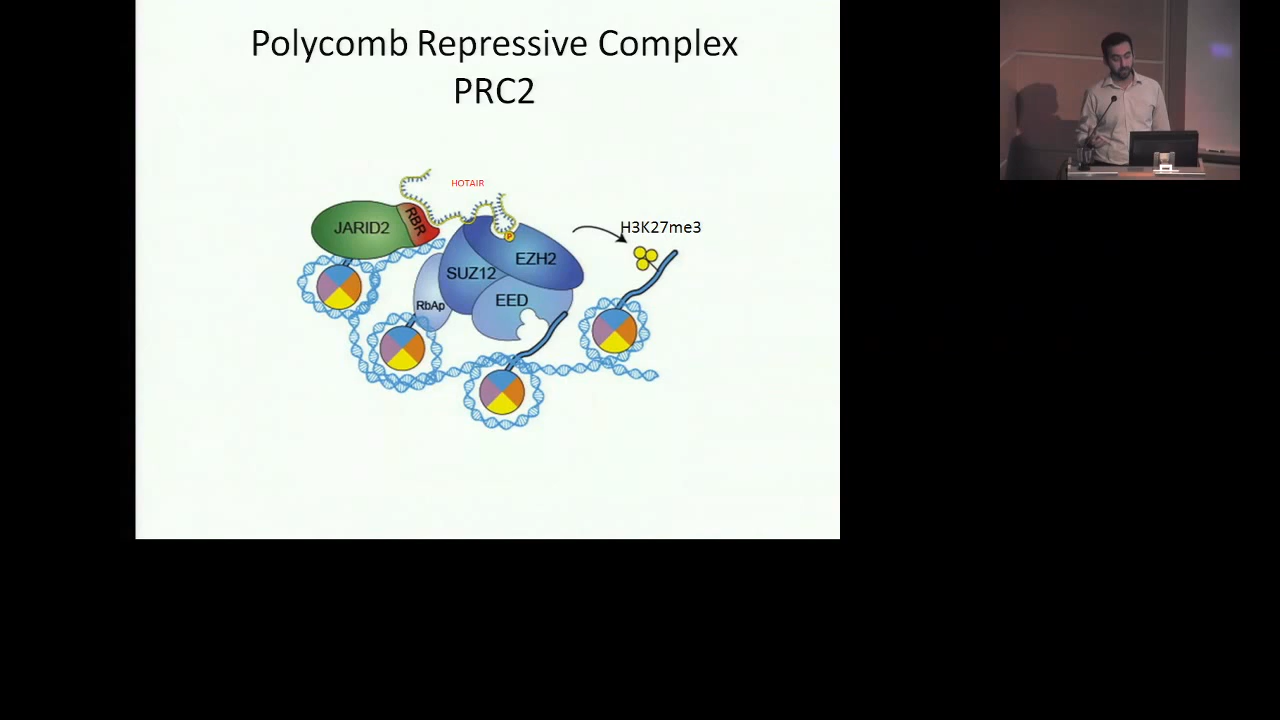 Polycomb Repressive Complex
PRC2
HOTAIR
JARID2
RBR
P
H3K27me3
EZH2
SUZ12
EED
RbAp